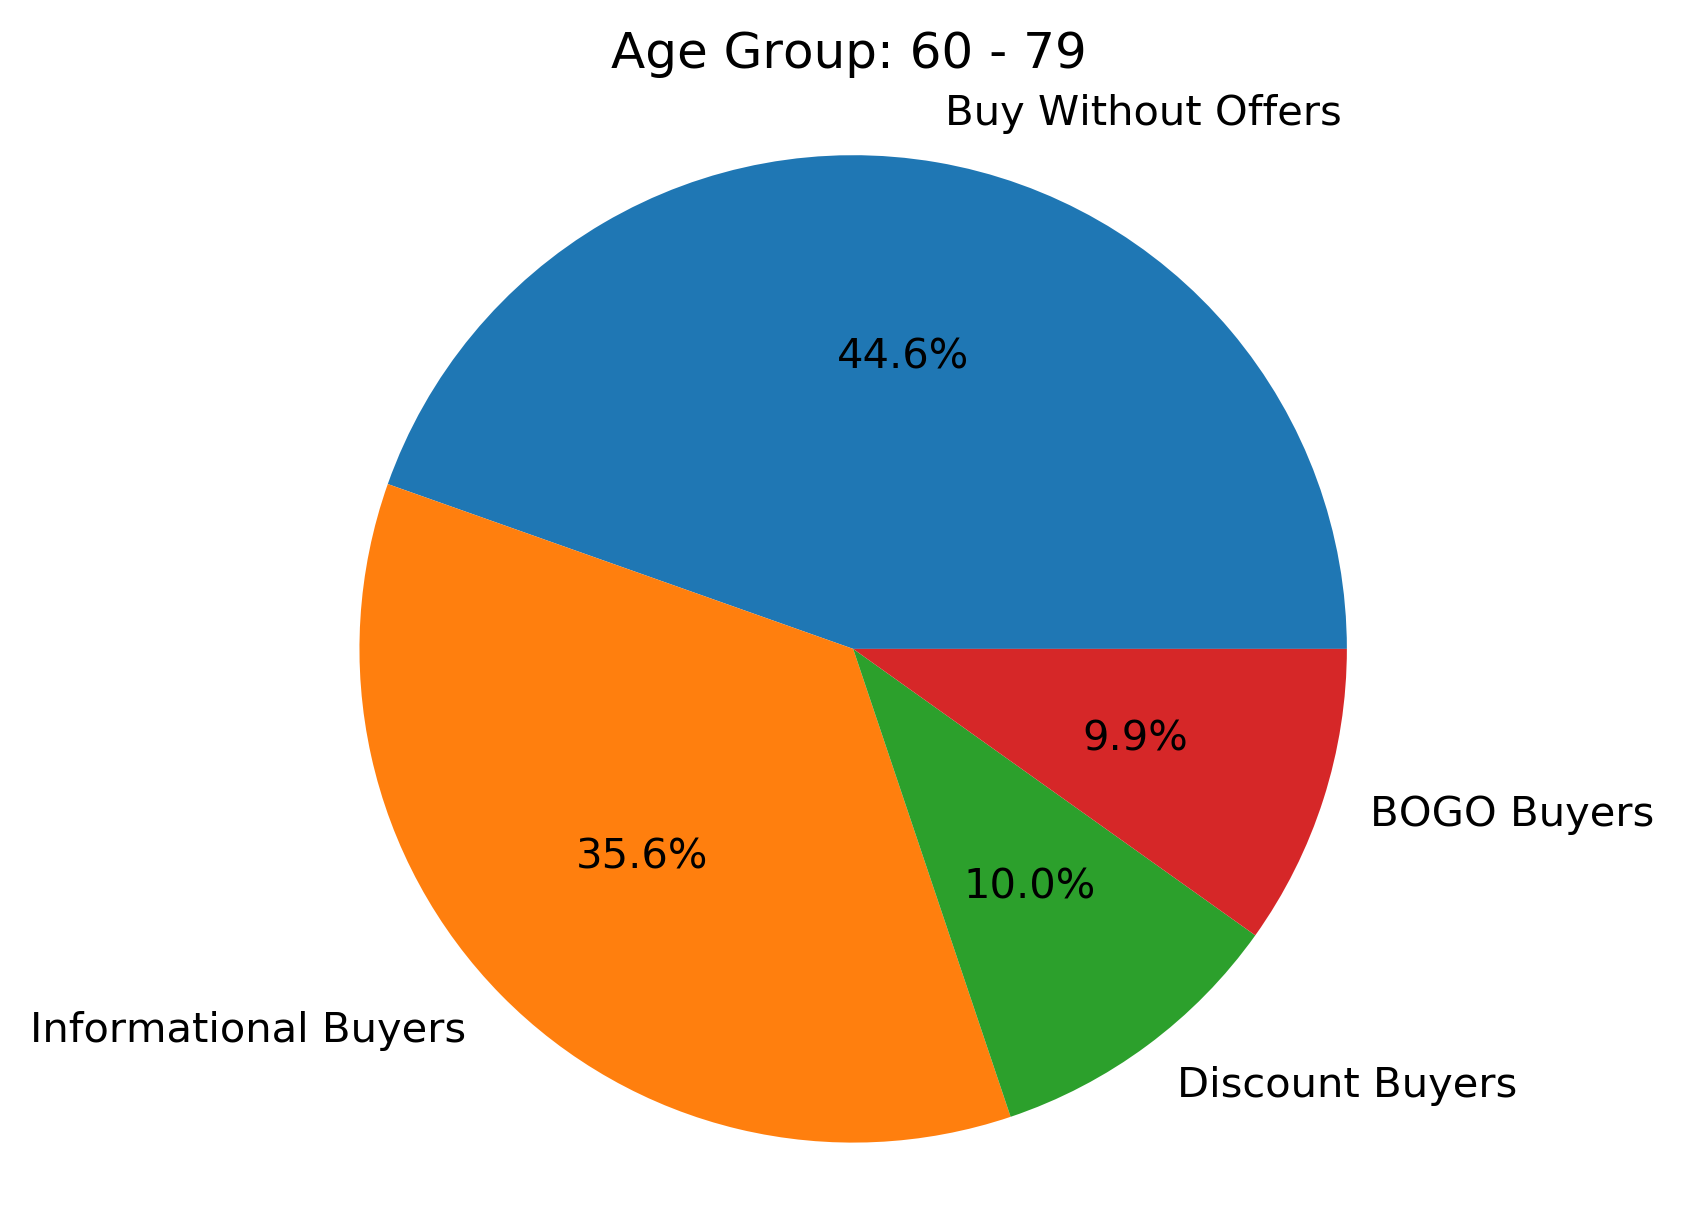 Age Group: 60 - 79
Buy Without Offers
44.6%
9.9%
BOGO Buyers
35.6%
10.0%
Informational Buyers
Discount Buyers